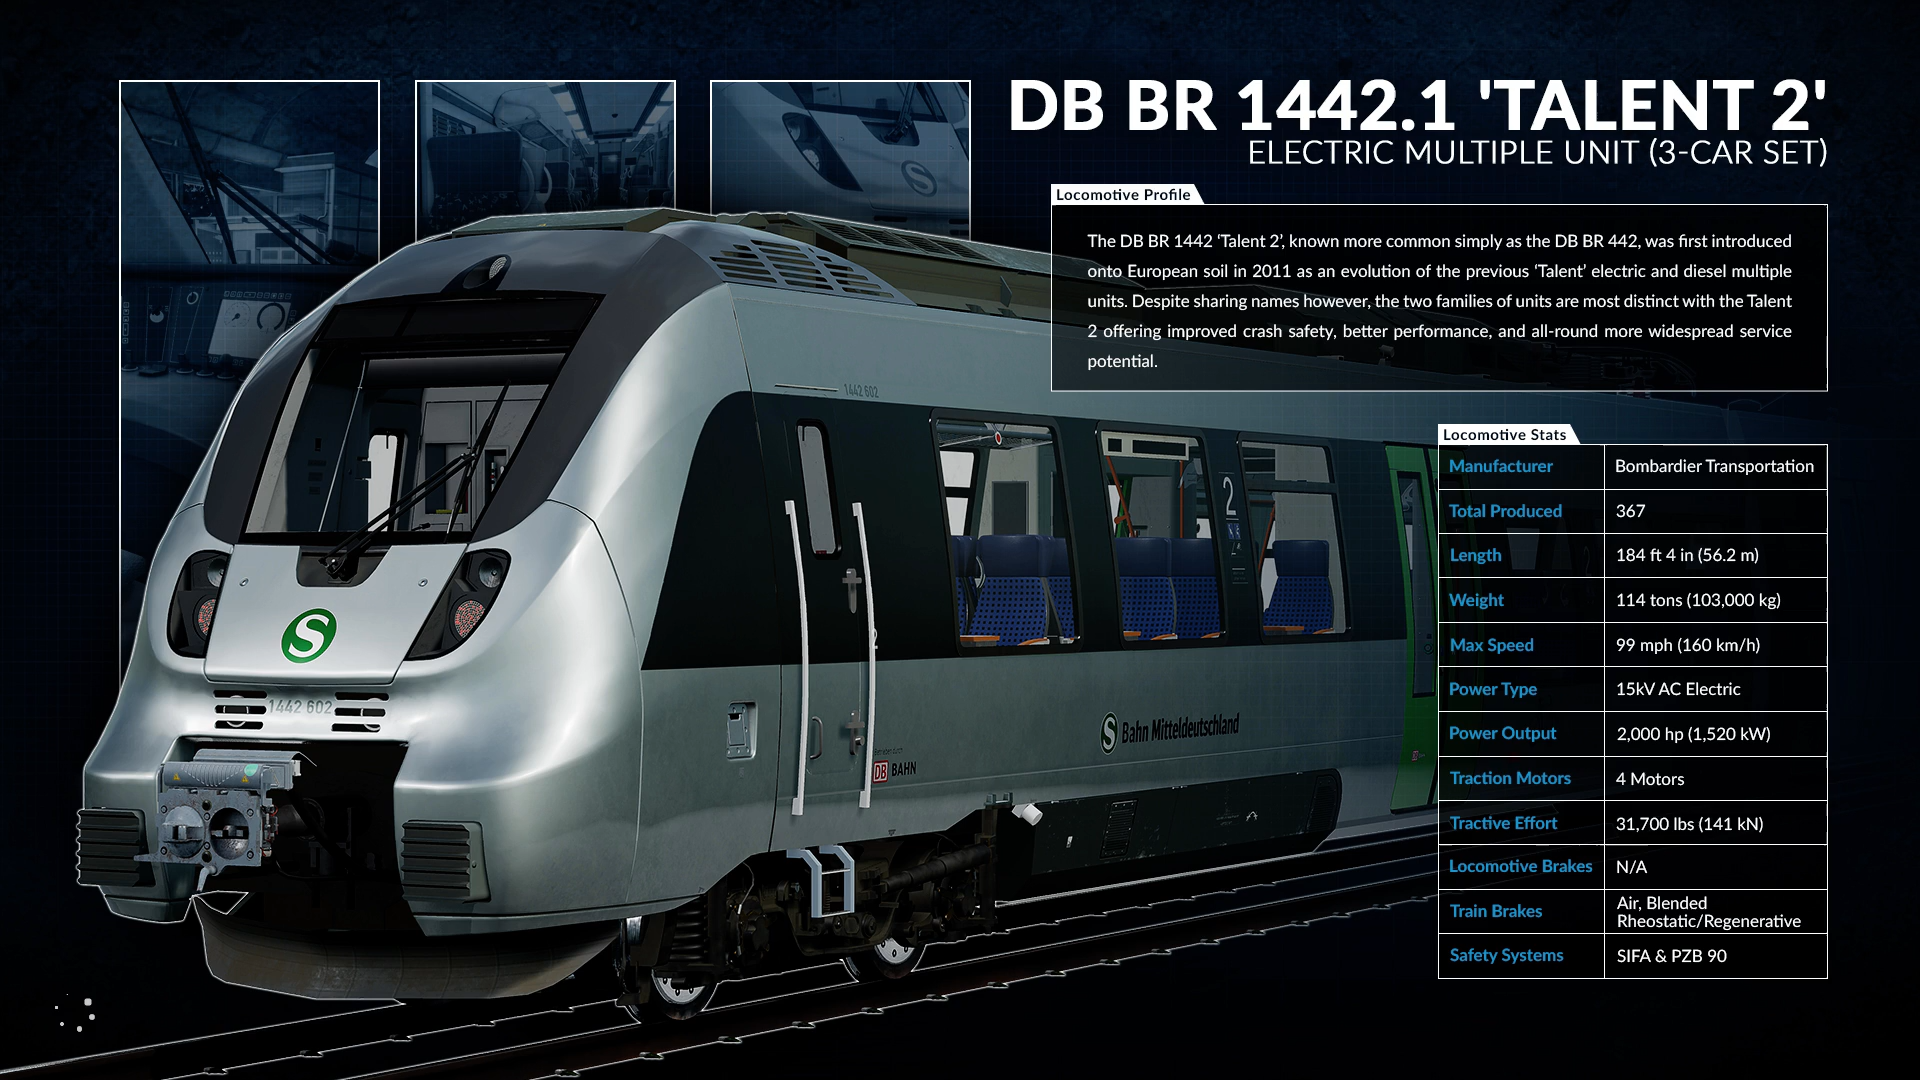 DB BR 1442.1 'TALENT 2'
ELECTRIC MULTIPLE UNIT (3-CAR SET)
Locomotive Profile
The DB BR 1442 ‘Talent 2’, known more common simply as the DB BR 442, was first introduced
onto European soil in 2011 as an evolution of the previous ‘Talent’ electric and diesel multiple
units. Despite sharing names however, the two families of units are most distinct with the Talent
2 offering improved crash safety, better performance, and all-round more widespread service
potential.
Locomotive Stats
Manufacturer Bombardier Transportation
Total Produced 367
Length 184 ft 4 in (56.2 m)
Weight 114 tons (103,000 kg)
Max Speed 99 mph (160 km/h)
Power Type 15kV AC Electric
Power Output 2,000 hp (1,520 kW)
Traction Motors 4 Motors
Tractive Effort 31,700 lbs (141 kN)
Locomotive Brakes N/A
Train Brakes Air, Blended
Rheostatic/Regenerative
Safety Systems SIFA & PZB 90
1442 602
2
S
1442 602
S Bahn Mitteldeutschland
DB BAHN